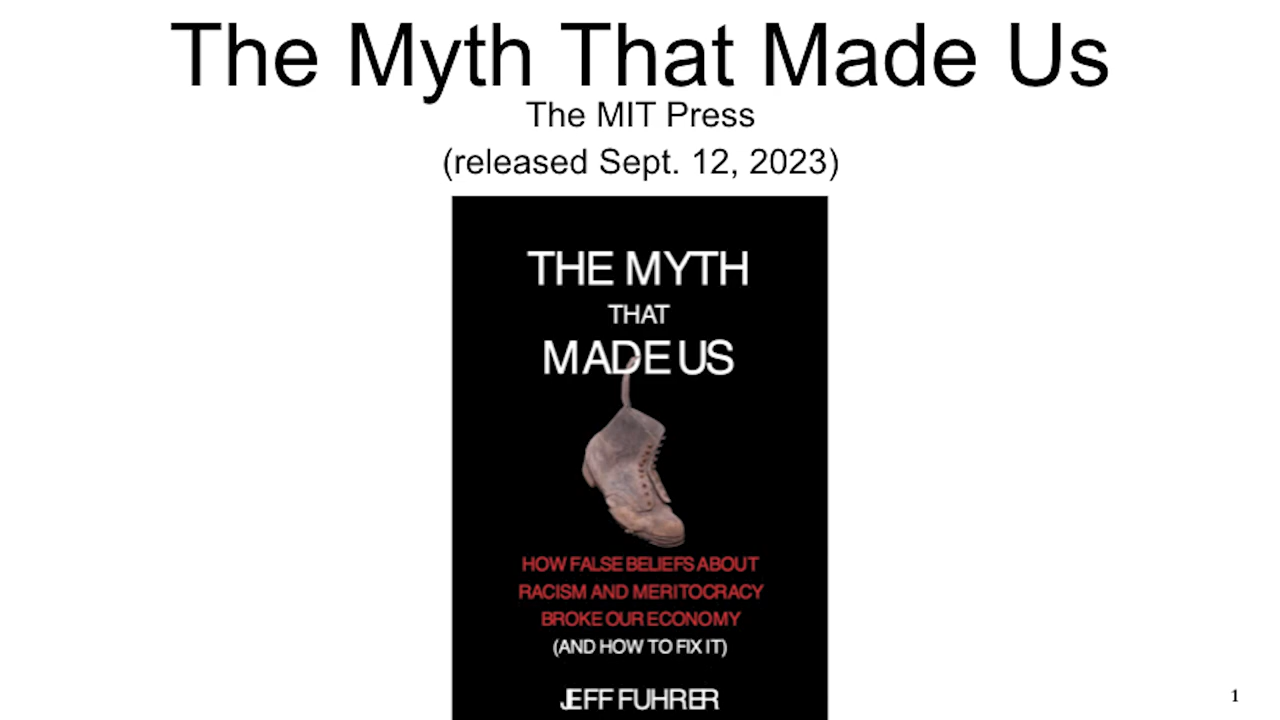 The Myth That Made Us
The MIT Press
(released Sept. 12, 2023)
THE MYTH
THAT
MADE US
HOW FALSE BELIEFS ABOUT
RACISM AND MERITOCRACY
BROKE OUR ECONOMY
(AND HOW TO FIX IT)
JEFF FUHRER
1